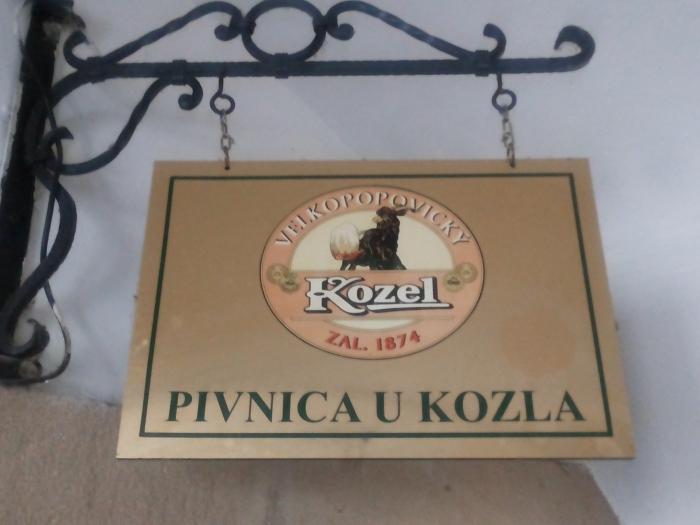 VELKOPOPOVICKÝ
Kozel
ZAL. 1874
PIVNICA U KOZLA